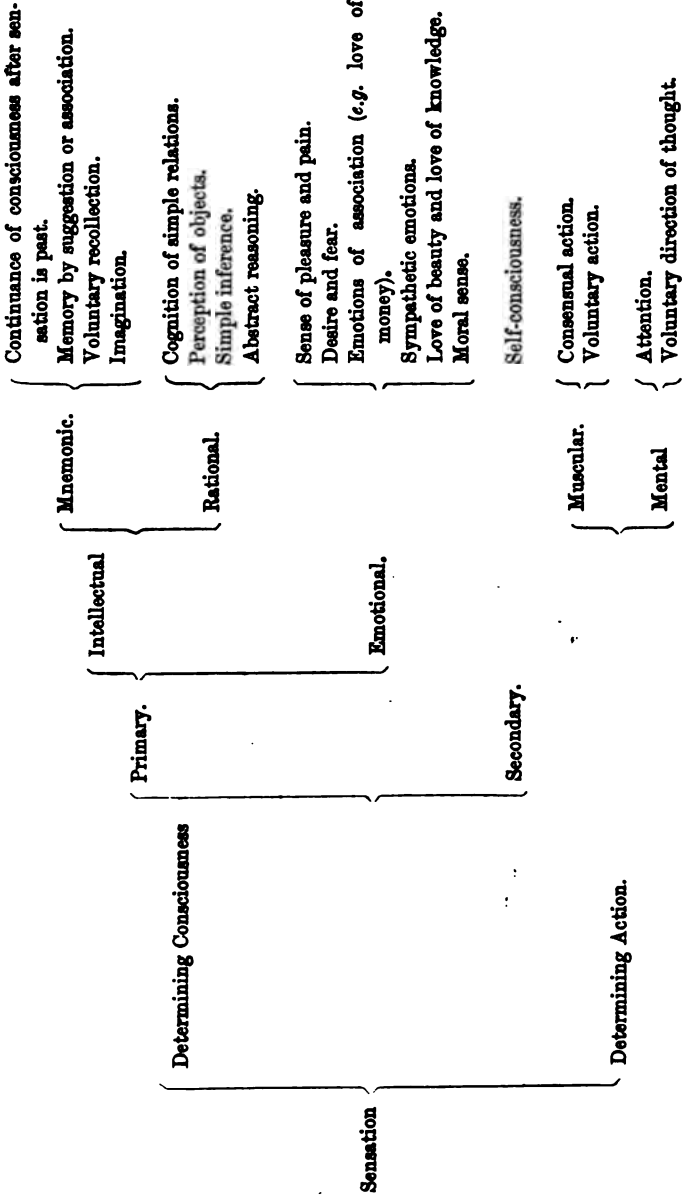 Sensation
Determining Consciousness
Determining Action.
Primary.
Secondary.
Intellectual
Emotional.
Mnemonic.
Rational.
Muscular.
Mental
Continuance of consciousness after sen-
sation is past.
Memory by suggestion or association.
Voluntary recollection.
Imagination.
Cognition of simple relations.
Perception of objects.
Simple inference.
Abstract reasoning.
Sense of pleasure and pain.
Desire and fear.
Emotions of association (e.g. love of
money).
Sympathetic emotions.
Love of beauty and love of knowledge.
Moral sense.
Self-consciousness.
Consensual action.
Voluntary action.
Attention.
Voluntary direction of thought.